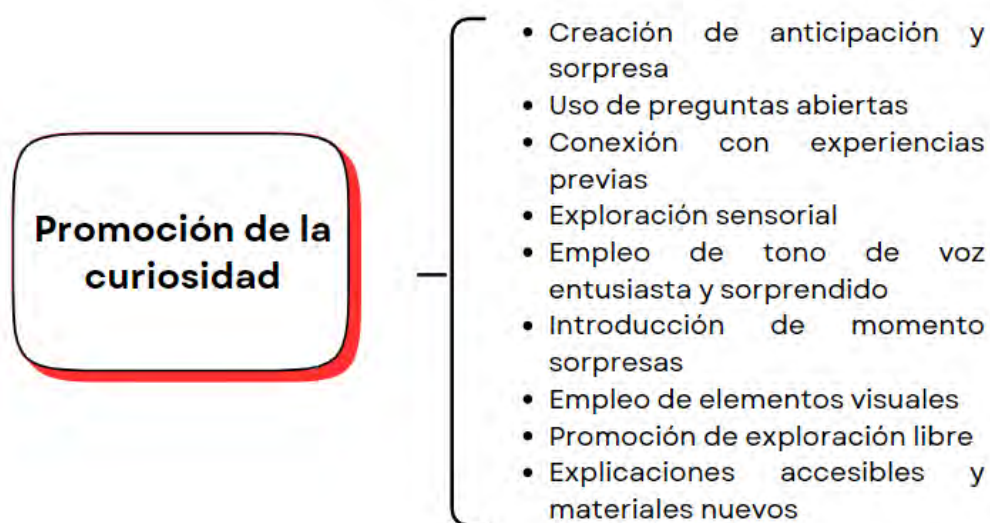 Promoción de la
curiosidad
Creación de anticipación y
sorpresa
Uso de preguntas abiertas
Conexión con experiencias
previas
Exploración sensorial
Empleo de tono de voz
entusiasta y sorprendido
Introducción de momento
sorpresas
Empleo de elementos visuales
Promoción de exploración libre
Explicaciones accesibles y
materiales nuevos